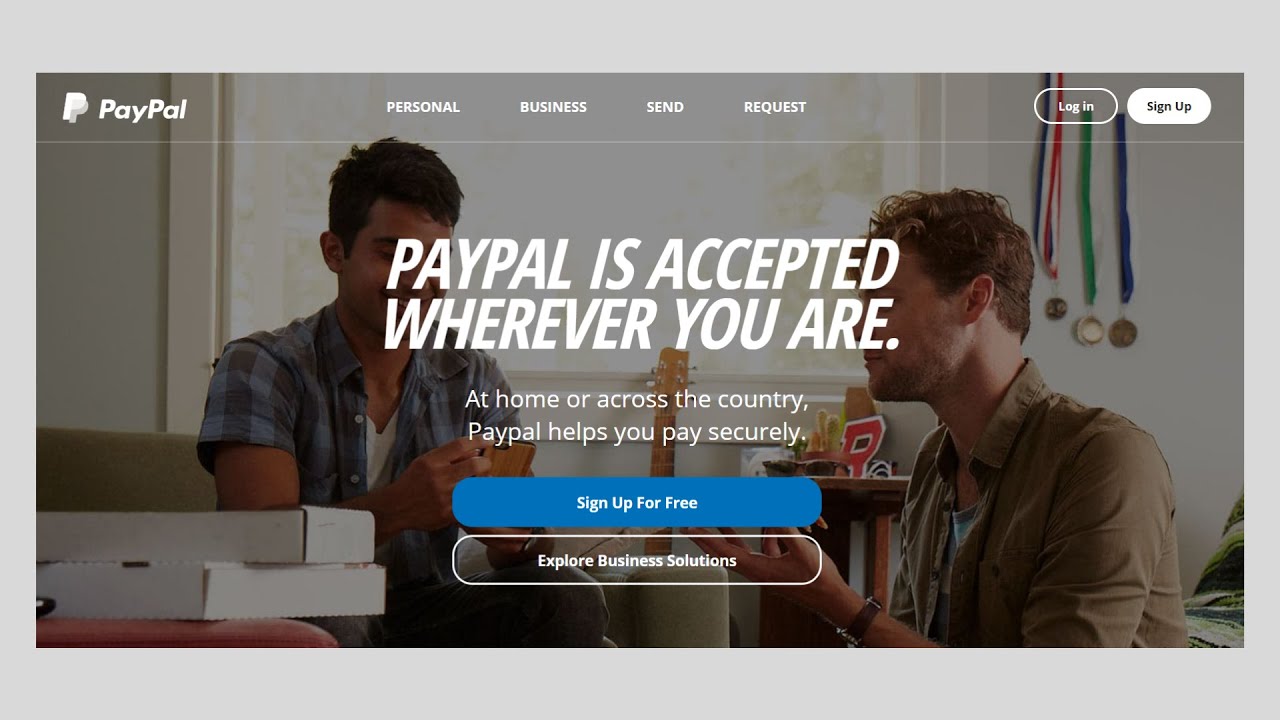 PayPal
PERSONAL BUSINESS SEND REQUEST
Log in Sign Up
PAYPAL IS ACCEPTED
WHEREVER YOU ARE.
At home or across the country,
Paypal helps you pay securely.
Sign Up For Free
Explore Business Solutions
R